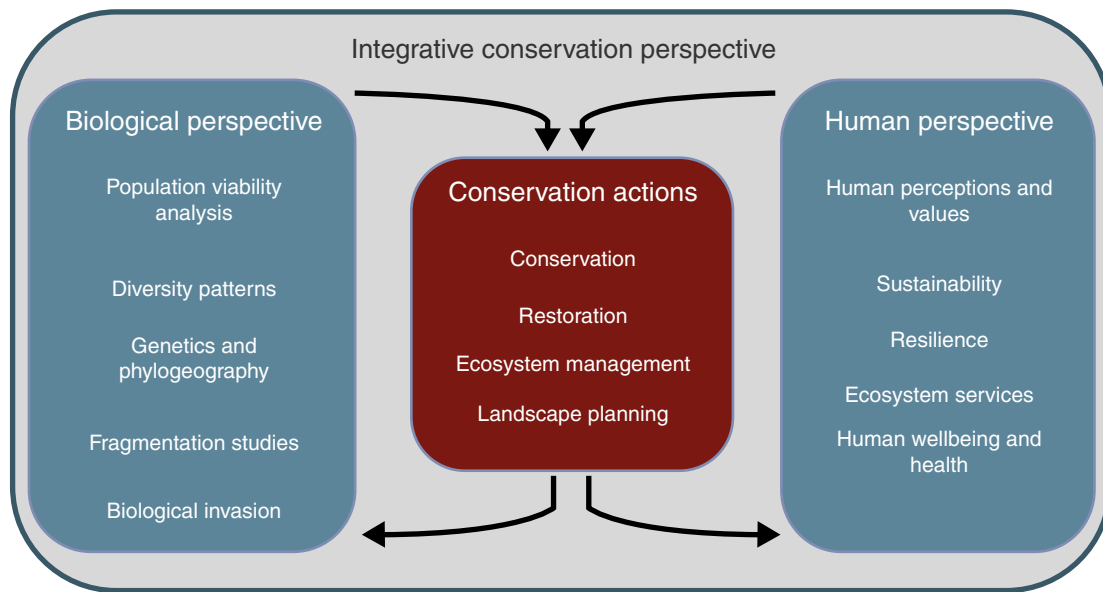 Integrative conservation perspective
Biological perspective
Population viability
analysis
Diversity patterns
Genetics and
phylogeography
Fragmentation studies
Biological invasion
Conservation actions
Conservation
Restoration
Ecosystem management
Landscape planning
Human perspective
Human perceptions and
values
Sustainability
Resilience
Ecosystem services
Human wellbeing and
health